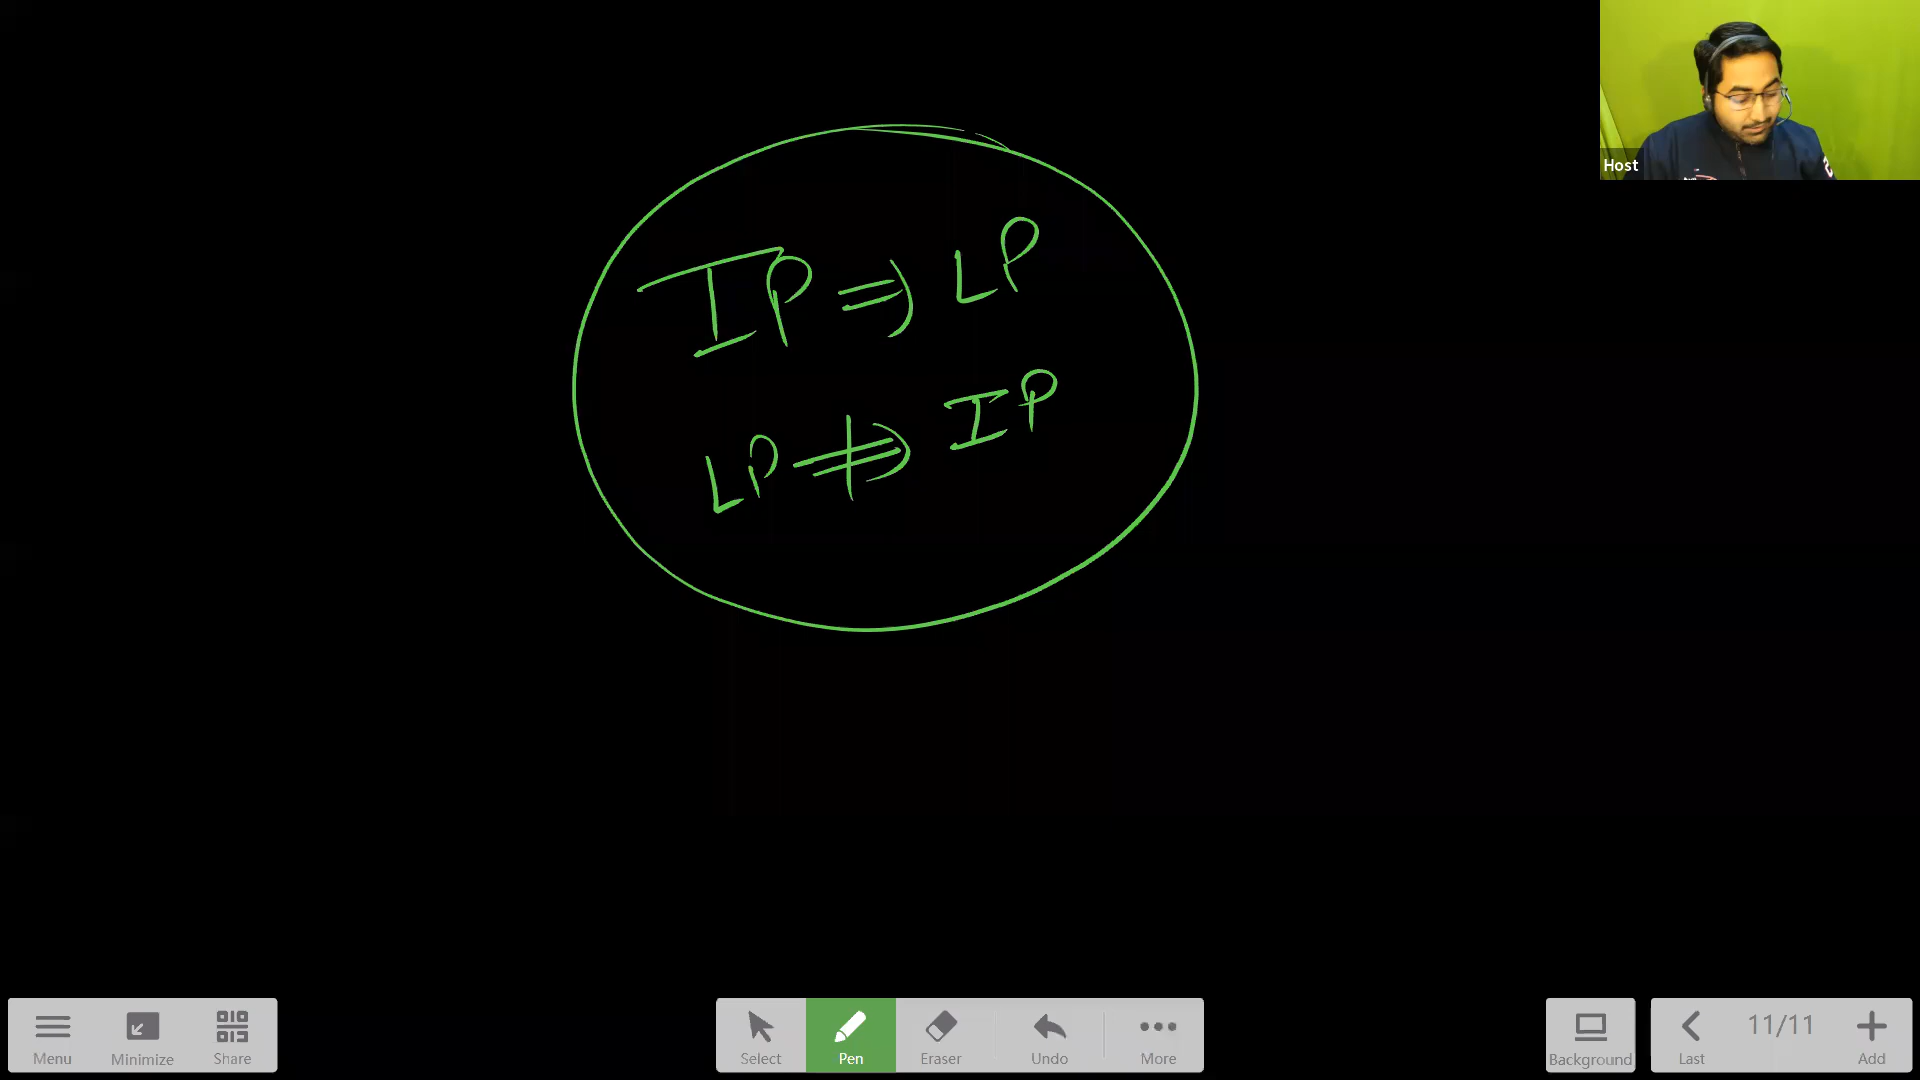 Host
IP ⇒ LP
LP ⇏ IP
Menu
Minimize
Share
Select
Pen
Eraser
Undo
More
Background
Last
11/11
Add